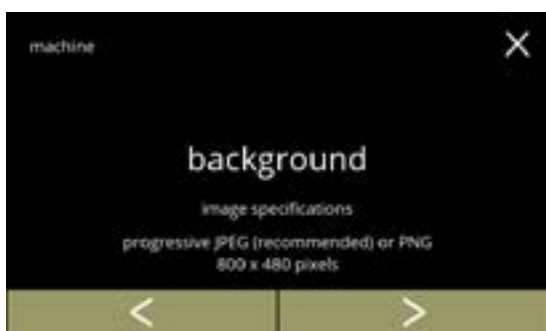 machine
background
image specifications
progressive JPEG (recommended) or PNG
800 x 480 pixels